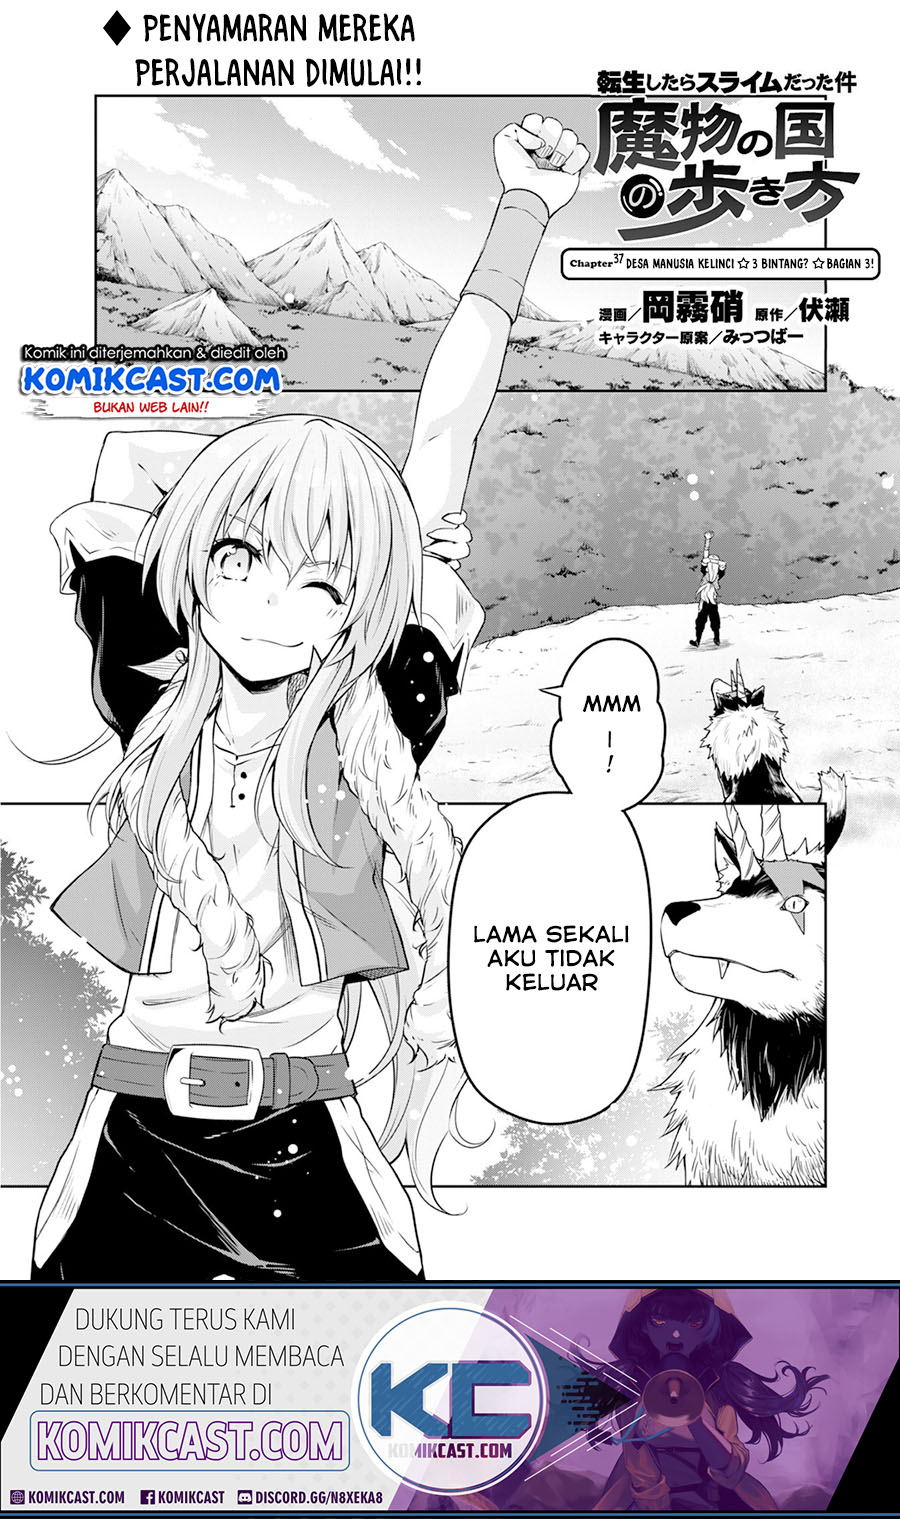 ◆ PENYAMARAN MEREKA
PERJALANAN DIMULAI!!
転生したらスライムだった件
魔物の国
の歩き方
Chapter 37 DESA MANUSIA KELINCI ☆ 3 BINTANG? ☆ BAGIAN 3!
漫画/岡霧硝 原作/伏瀬
キャラクター原案/みっつばー
Komik ini diterjemahkan & diedit oleh
KOMIKCAST.COM
BUKAN WEB LAIN!!
MMM
|
!
LAMA SEKALI
AKU TIDAK
KELUAR
DUKUNG TERUS KAMI
DENGAN SELALU MEMBACA
DAN BERKOMENTAR DI
KOMIKCAST.COM
KC
KOMIKCAST.COM
KOMIKCAST.COM KOMIKCAST DISCORD.GG/N8XEKA8